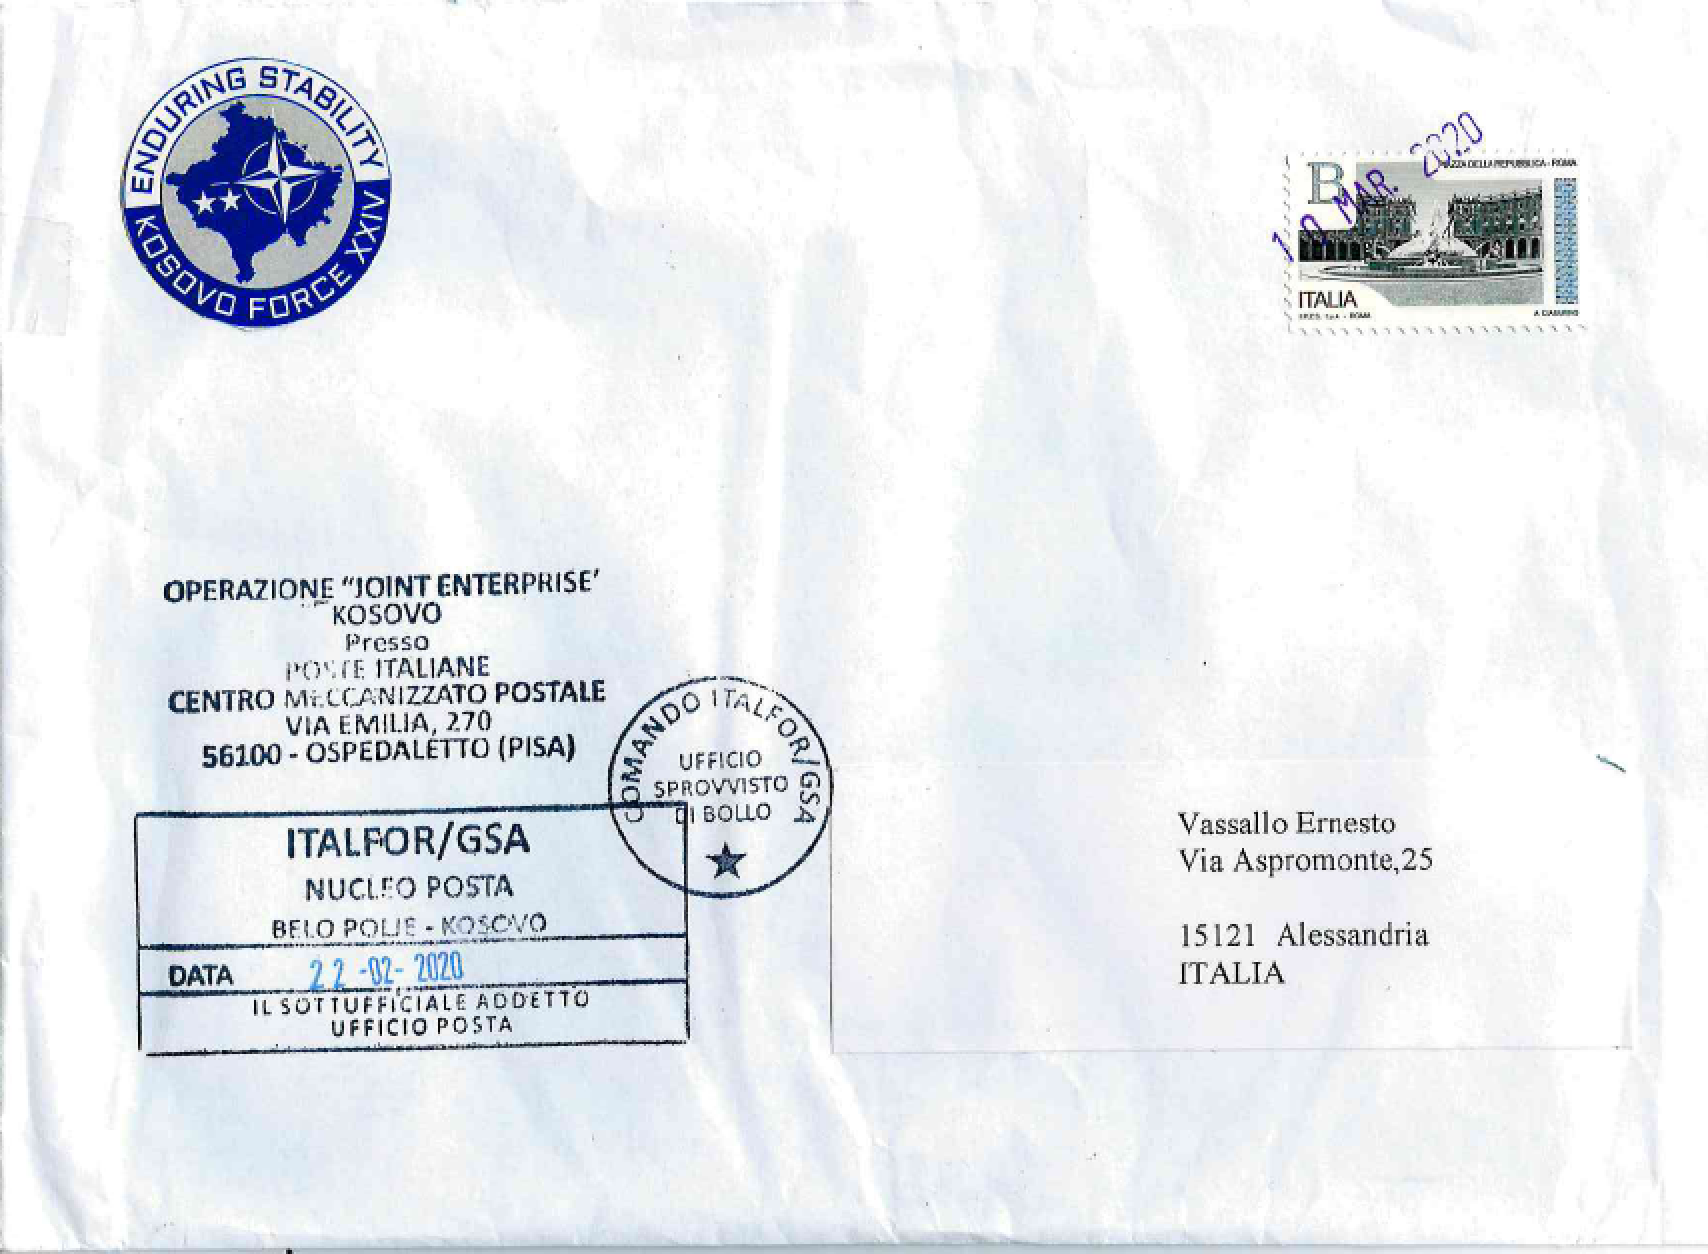 ENDURING STABILITY
KOSOVO FORCE XXIV
10 MAR. 2020
B
PIAZZA DELLA REPUBBLICA - ROMA
ITALIA
I.P.Z.S. S.p.A. - ROMA
A. CIABURRO
OPERAZIONE "JOINT ENTERPRISE'
KOSOVO
Presso
POSTE ITALIANE
CENTRO MECCANIZZATO POSTALE
VIA EMILIA, 270
56100 - OSPEDALETTO (PISA)
COMANDO ITALFOR/GSA
UFFICIO
SPROVVISTO
DI BOLLO
ITALFOR/GSA
NUCLEO POSTA
BELO POLJE - KOSOVO
DATA 22-02-2020
IL SOTTUFFICIALE ADDETTO
UFFICIO POSTA
Vassallo Ernesto
Via Aspromonte,25
15121 Alessandria
ITALIA